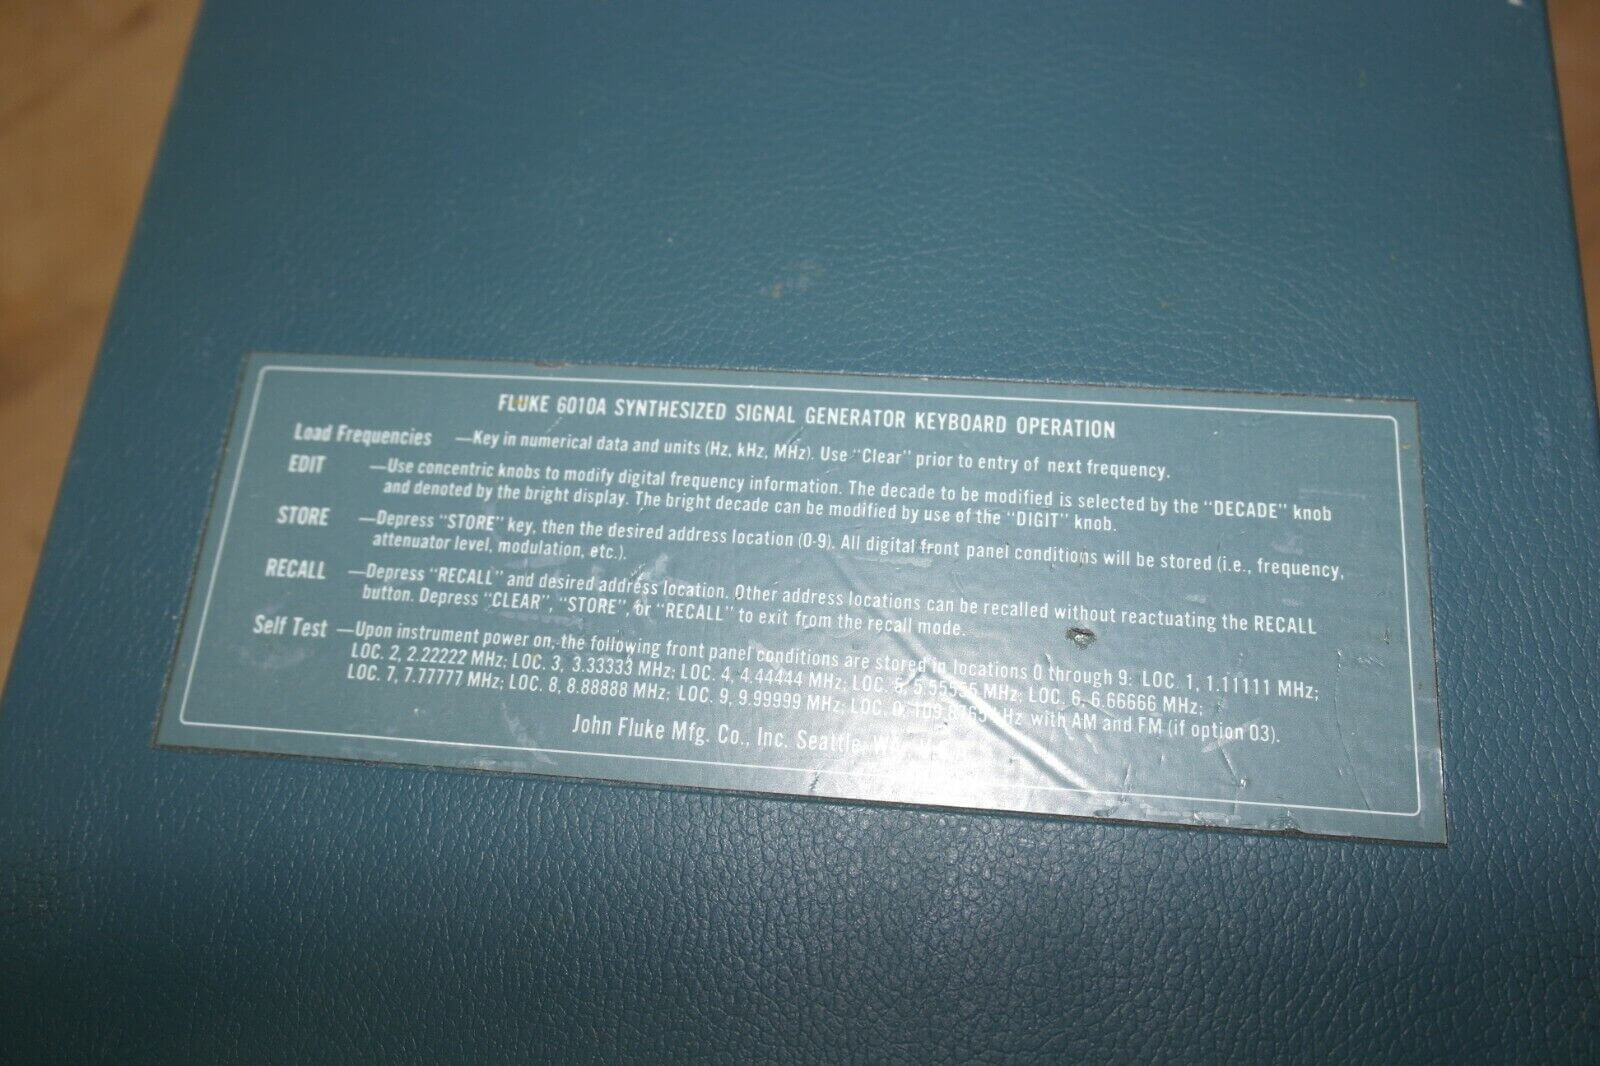 FLUKE 6010A SYNTHESIZED SIGNAL GENERATOR KEYBOARD OPERATION
Load Frequencies —Key in numerical data and units (Hz, kHz, MHz). Use "Clear" prior to entry of next frequency.
EDIT —Use concentric knobs to modify digital frequency information. The decade to be modified is selected by the "DECADE" knob
and denoted by the bright display. The bright decade can be modified by use of the "DIGIT" knob.
STORE —Depress "STORE" key, then the desired address location (0-9). All digital front panel conditions will be stored (i.e., frequency,
attenuator level, modulation, etc.).
RECALL —Depress "RECALL" and desired address location. Other address locations can be recalled without reactuating the RECALL
button. Depress "CLEAR", "STORE", or "RECALL" to exit from the recall mode.
Self Test —Upon instrument power on, the following front panel conditions are stored in locations 0 through 9: LOC. 1, 1.11111 MHz;
LOC. 2, 2.22222 MHz; LOC. 3, 3.33333 MHz; LOC. 4, 4.44444 MHz; LOC. 5, 5.55555 MHz; LOC. 6, 6.66666 MHz;
LOC. 7, 7.77777 MHz; LOC. 8, 8.88888 MHz; LOC. 9, 9.99999 MHz; LOC. 0, with AM and FM (if option 03).
John Fluke Mfg. Co., Inc. Seattle,